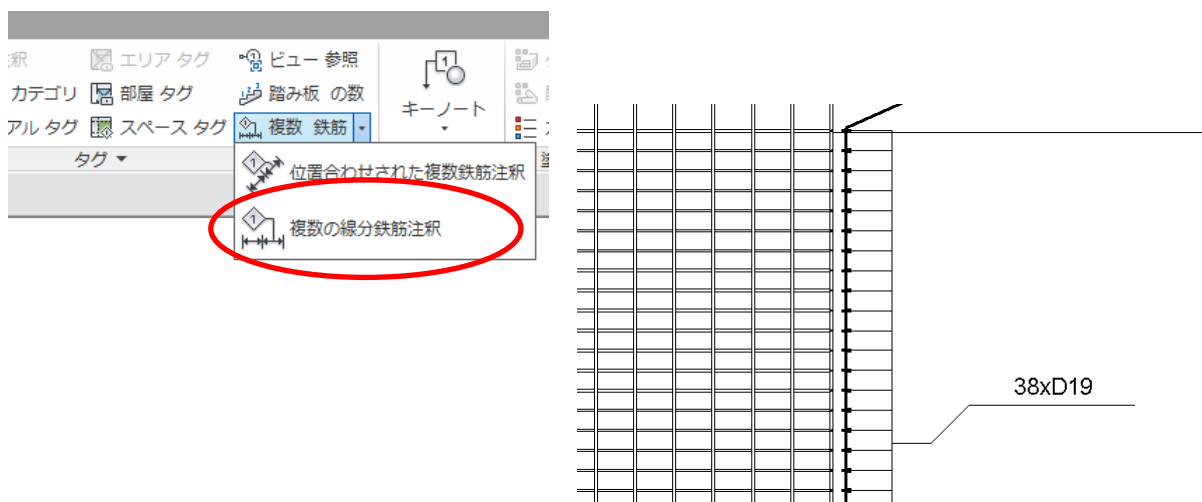 釈
エリア タグ
ビュー 参照
カテゴリ
部屋 タグ
踏み板 の数
キーノート
アル タグ
スペース タグ
複数 鉄筋
タグ
位置合わせされた複数鉄筋注釈
複数の線分鉄筋注釈
38xD19